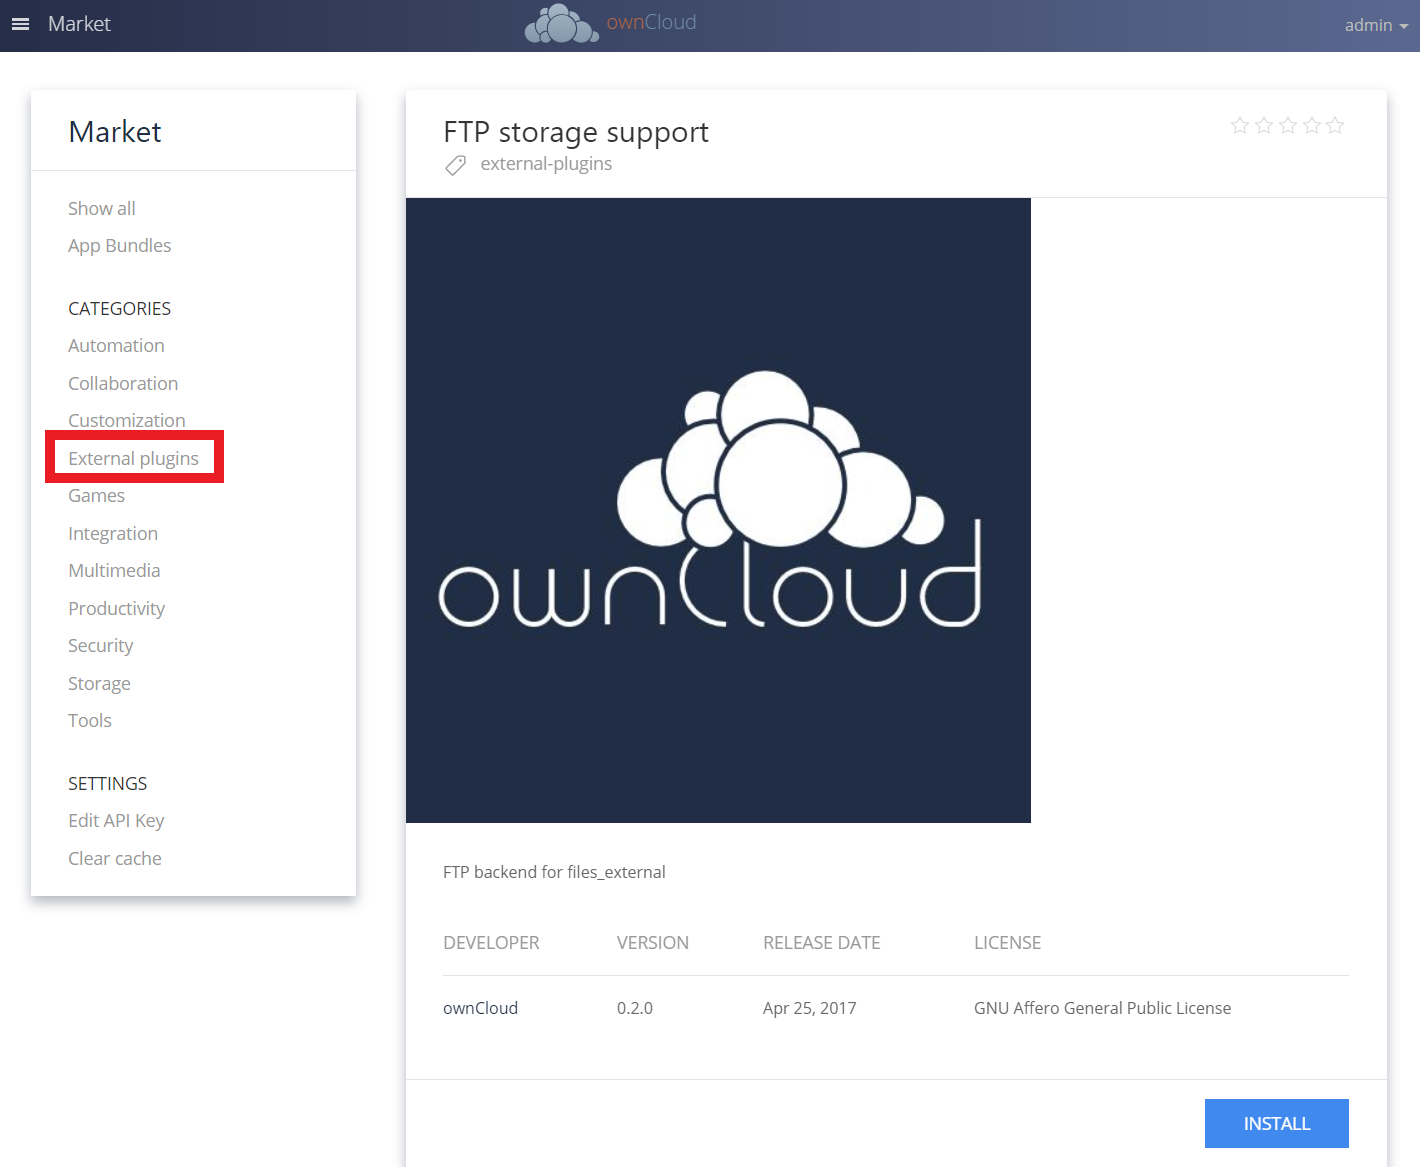 Market
ownCloud
admin
Market
Show all
App Bundles
CATEGORIES
Automation
Collaboration
Customization
External plugins
Games
Integration
Multimedia
Productivity
Security
Storage
Tools
SETTINGS
Edit API Key
Clear cache
FTP storage support
external-plugins
ownCloud
FTP backend for files_external
DEVELOPER VERSION RELEASE DATE LICENSE
ownCloud 0.2.0 Apr 25, 2017 GNU Affero General Public License
INSTALL